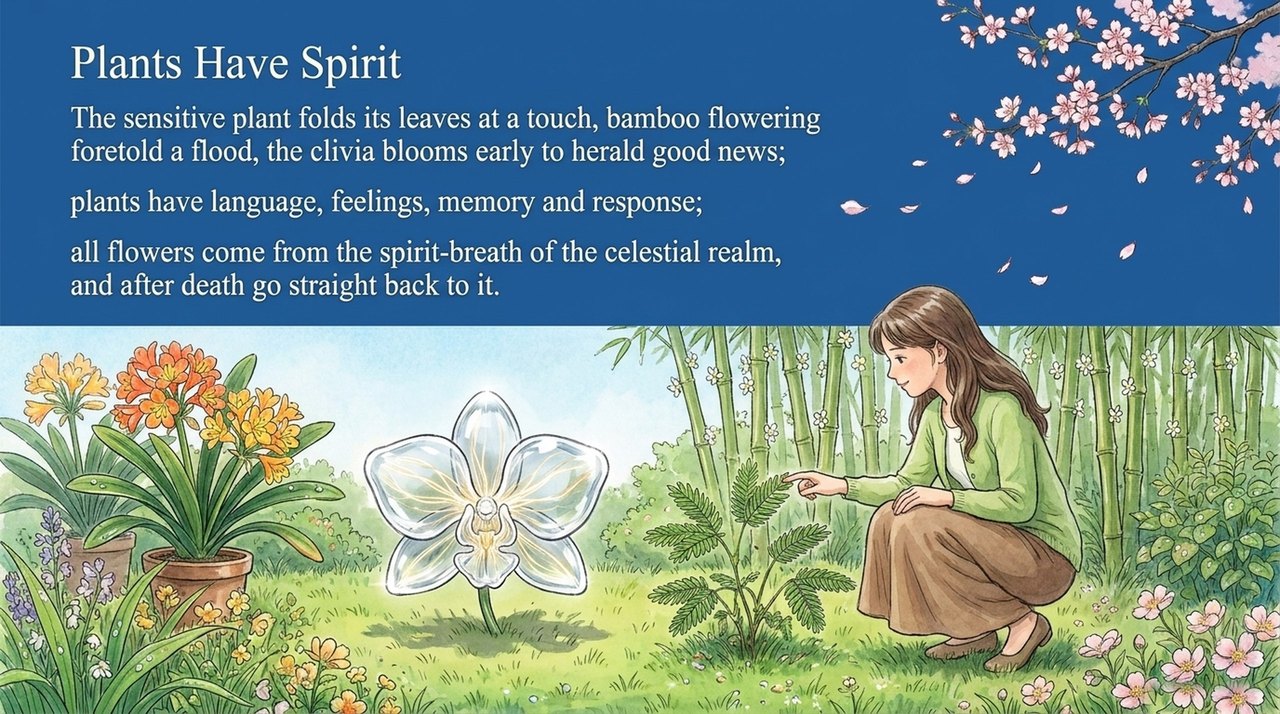 Plants Have Spirit
The sensitive plant folds its leaves at a touch, bamboo flowering
foretold a flood, the clivia blooms early to herald good news;
plants have language, feelings, memory and response;
all flowers come from the spirit-breath of the celestial realm,
and after death go straight back to it.